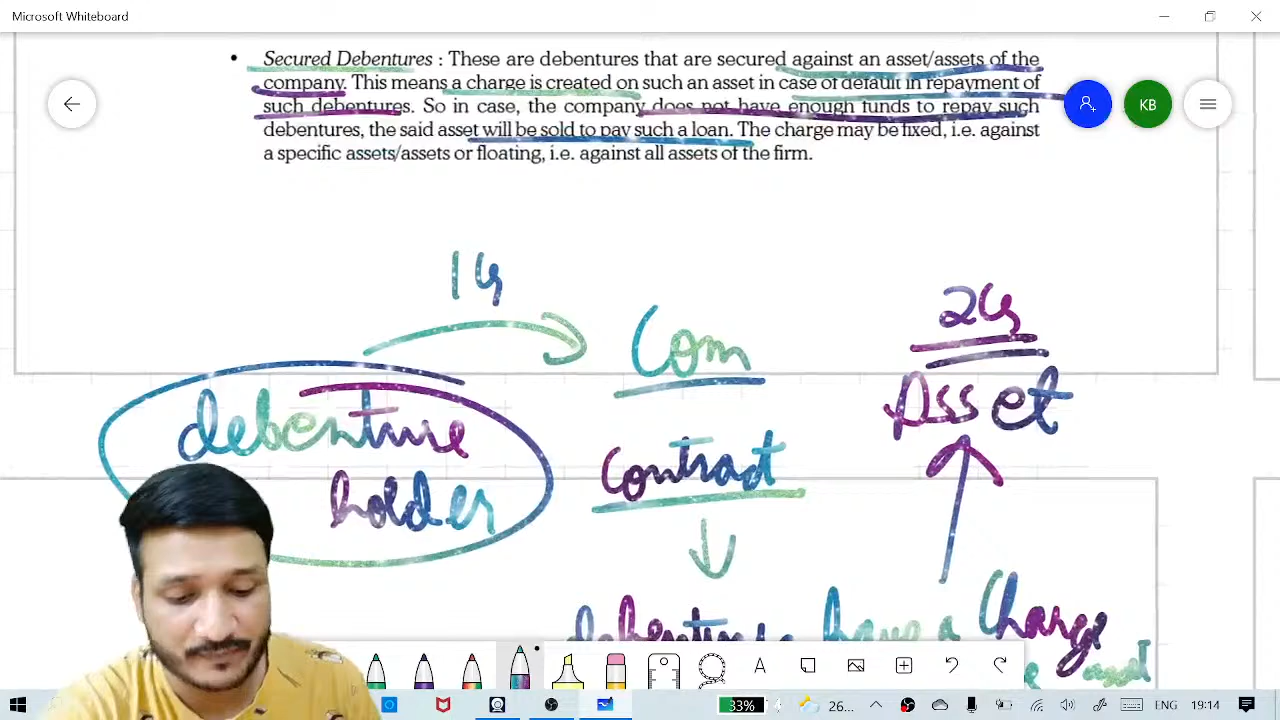 Microsoft Whiteboard
• Secured Debentures : These are debentures that are secured against an asset/assets of the
company. This means a charge is created on such an asset in case of default in repayment of
such debentures. So in case, the company does not have enough funds to repay such
debentures, the said asset will be sold to pay such a loan. The charge may be fixed, i.e. against
a specific assets/assets or floating, i.e. against all assets of the firm.
KB
Com
Asset
debenture
holder
contract
have a Charge
and
A
33%
26...
ENG
19:14